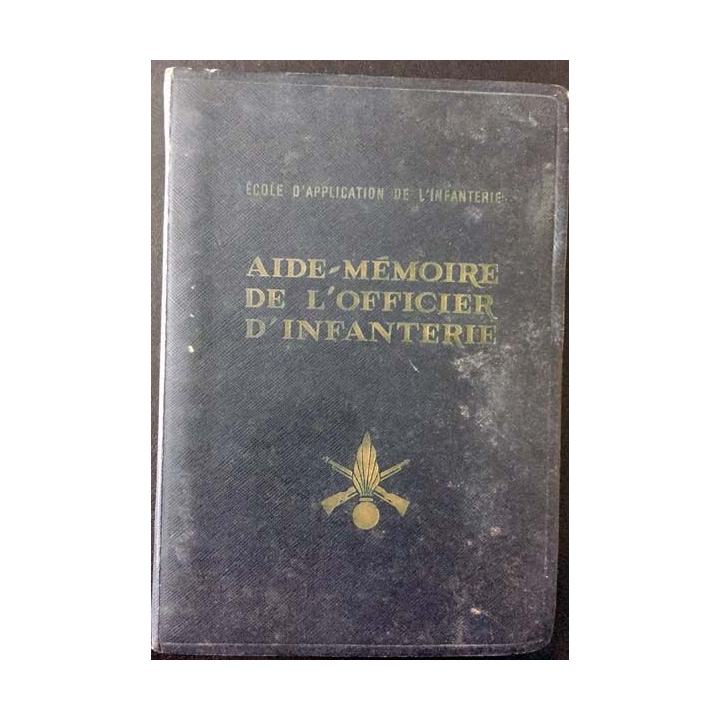 ÉCOLE D'APPLICATION DE L'INFANTERIE
AIDE-MÉMOIRE
DE L'OFFICIER
D'INFANTERIE